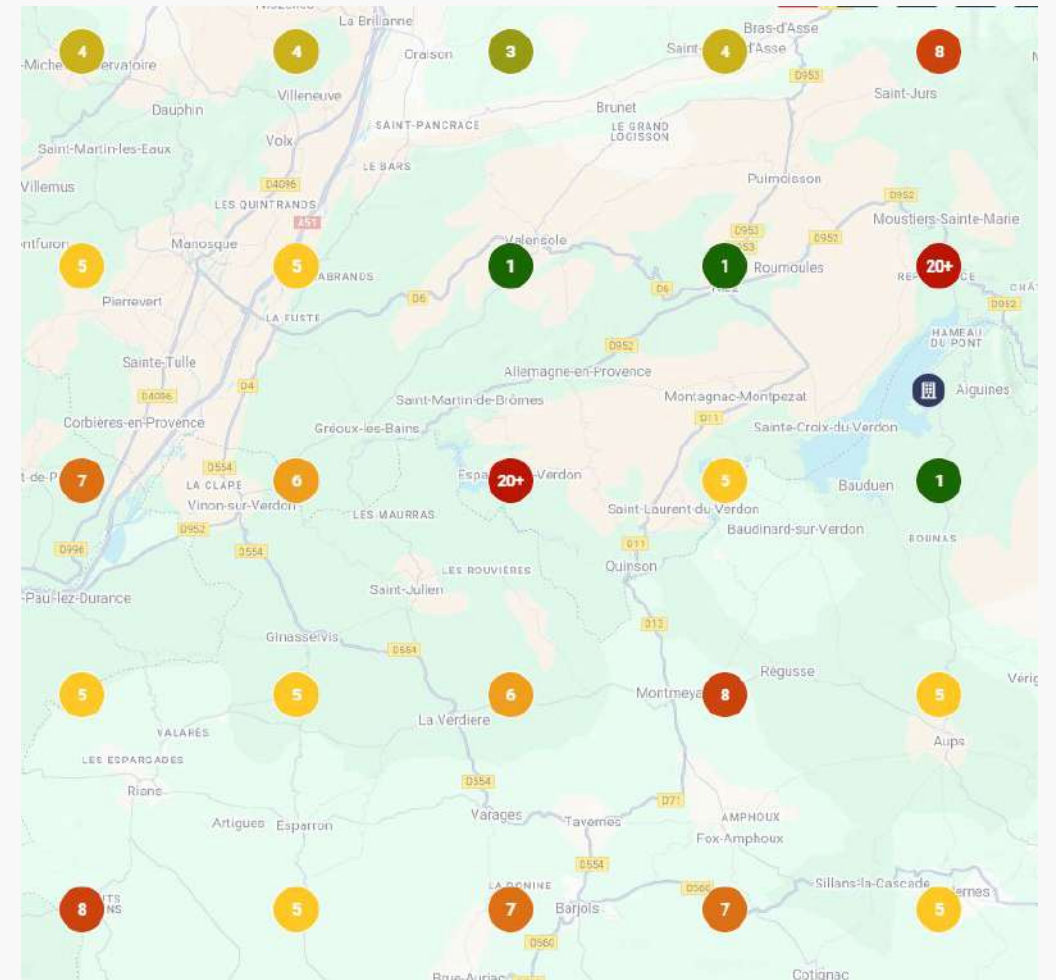 La Brillanne
Bras-d'Asse
4
4
3
4
8
Oraison
Dauphin
Villeneuve
D953
Saint-Jurs
Brunet
SAINT-PANCRACE
LE GRAND
LOGISSON
Volx
Saint-Martin-les-Eaux
LE BARS
Villemus
D4096
Puimoisson
D952
LES QUINTRANDS
A51
Moustiers-Sainte-Marie
Manosque
Valensole
D953
D952
5
5
1
1
20+
Roumoules
D6
D6
D952
Pierrevert
LA FUSTE
HAMEAU
DU PONT
D952
Sainte-Tulle
Allemagne-en-Provence
D4096
D4
Saint-Martin-de-Brômes
Montagnac-Montpezat
Aiguines
Corbières-en-Provence
Gréoux-les-Bains
D11
Sainte-Croix-du-Verdon
D554
7
6
20+
5
1
LA CLAPE
Bauduen
Vinon-sur-Verdon
LES MAURRAS
Saint-Laurent-du-Verdon
Baudinard-sur-Verdon
D952
D996
D554
D11
BOUNAS
LES ROUVIÈRES
Quinson
Saint-Julien
-Paul-lez-Durance
D13
Ginasservis
D554
Régusse
5
5
6
Montmeya
8
5
La Verdière
VALARÈS
Aups
LES ESPARGADES
D554
Rians
D71
Varages
Tavernes
AMPHOUX
Artigues
Esparron
Fox-Amphoux
D554
D560
Sillans-la-Cascade
8
5
7
Barjols
7
5
D560
Cotignac